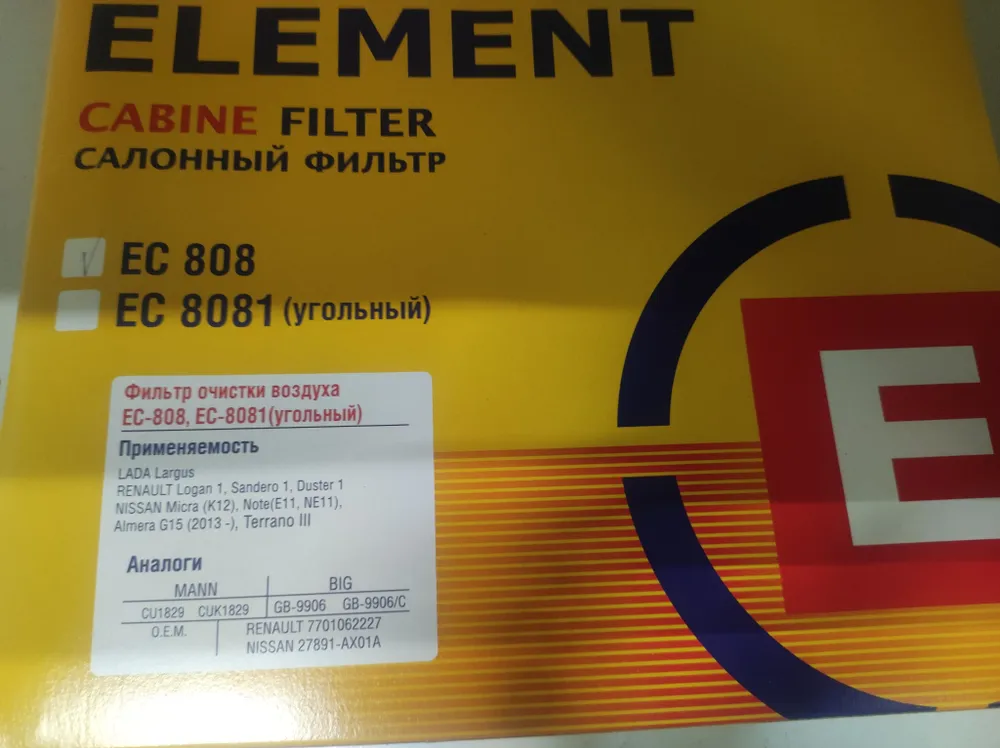 ELEMENT
CABINE FILTER
САЛОННЫЙ ФИЛЬТР
EC 808
EC 8081 (угольный)
Фильтр очистки воздуха
EC-808, EC-8081(угольный)
Применяемость
LADA Largus
RENAULT Logan 1, Sandero 1, Duster 1
NISSAN Micra (K12), Note(E11, NE11),
Almera G15 (2013 -), Terrano III
Аналоги
MANN BIG
CU1829 CUK1829 GB-9906 GB-9906/C
O.E.M. RENAULT 7701062227
NISSAN 27891-AX01A
E